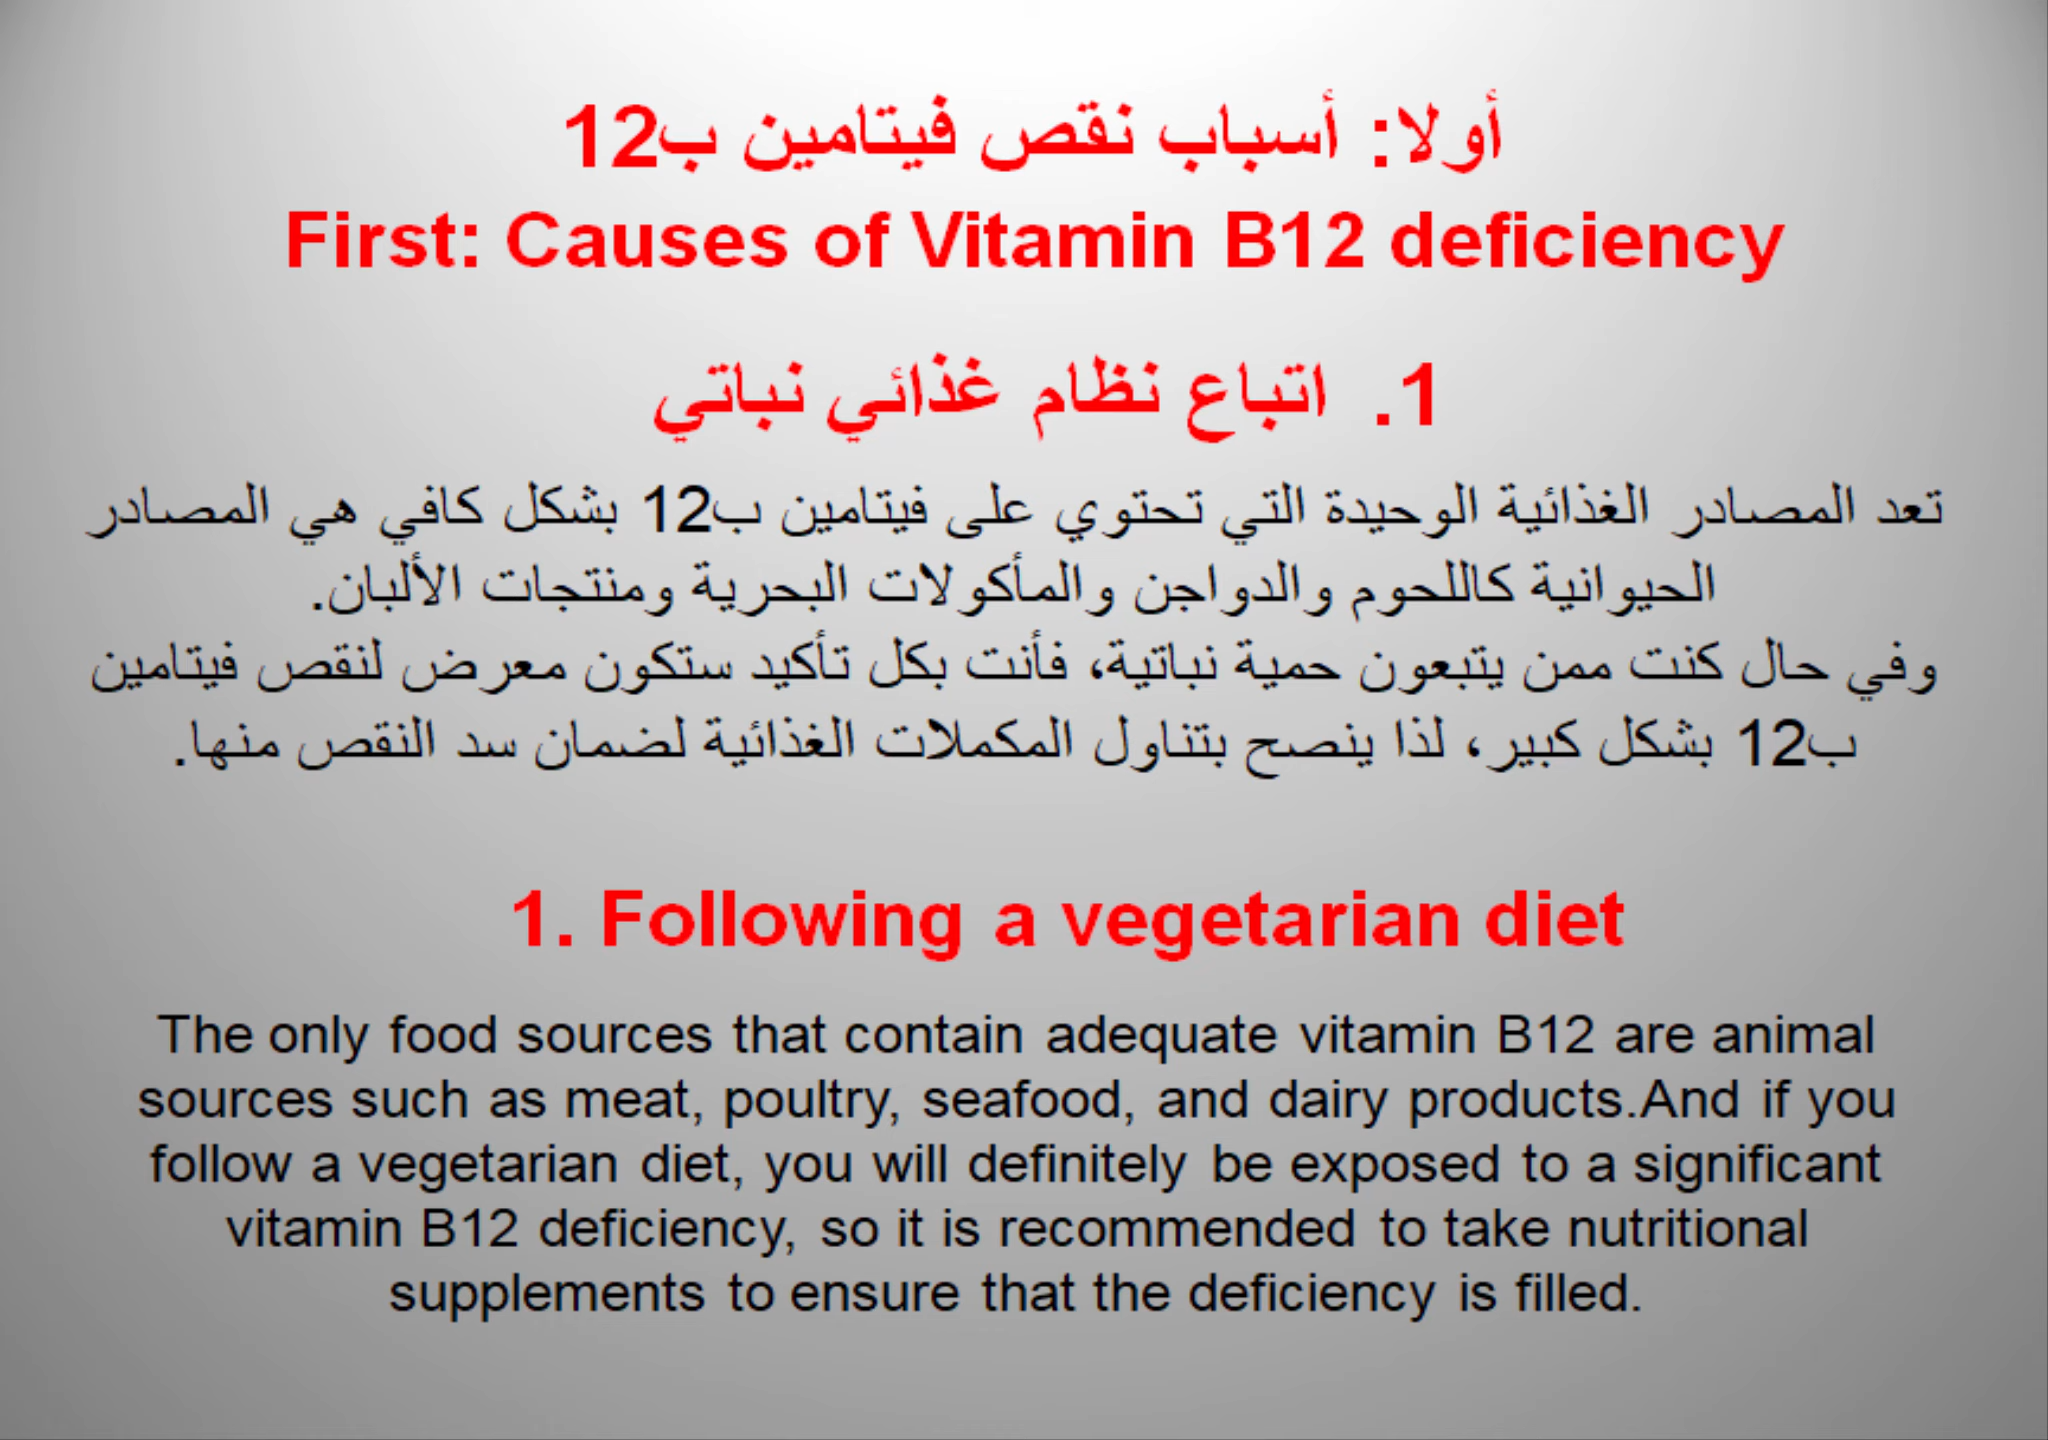 أولا: أسباب نقص فيتامين ب12
First: Causes of Vitamin B12 deficiency
1. اتباع نظام غذائي نباتي
تعد المصادر الغذائية الوحيدة التي تحتوي على فيتامين ب12 بشكل كافي هي المصادر
الحيوانية كاللحوم والدواجن والمأكولات البحرية ومنتجات الألبان.
وفي حال كنت ممن يتبعون حمية نباتية، فأنت بكل تأكيد ستكون معرض لنقص فيتامين
ب12 بشكل كبير، لذا ينصح بتناول المكملات الغذائية لضمان سد النقص منها.
1. Following a vegetarian diet
The only food sources that contain adequate vitamin B12 are animal
sources such as meat, poultry, seafood, and dairy products.And if you
follow a vegetarian diet, you will definitely be exposed to a significant
vitamin B12 deficiency, so it is recommended to take nutritional
supplements to ensure that the deficiency is filled.